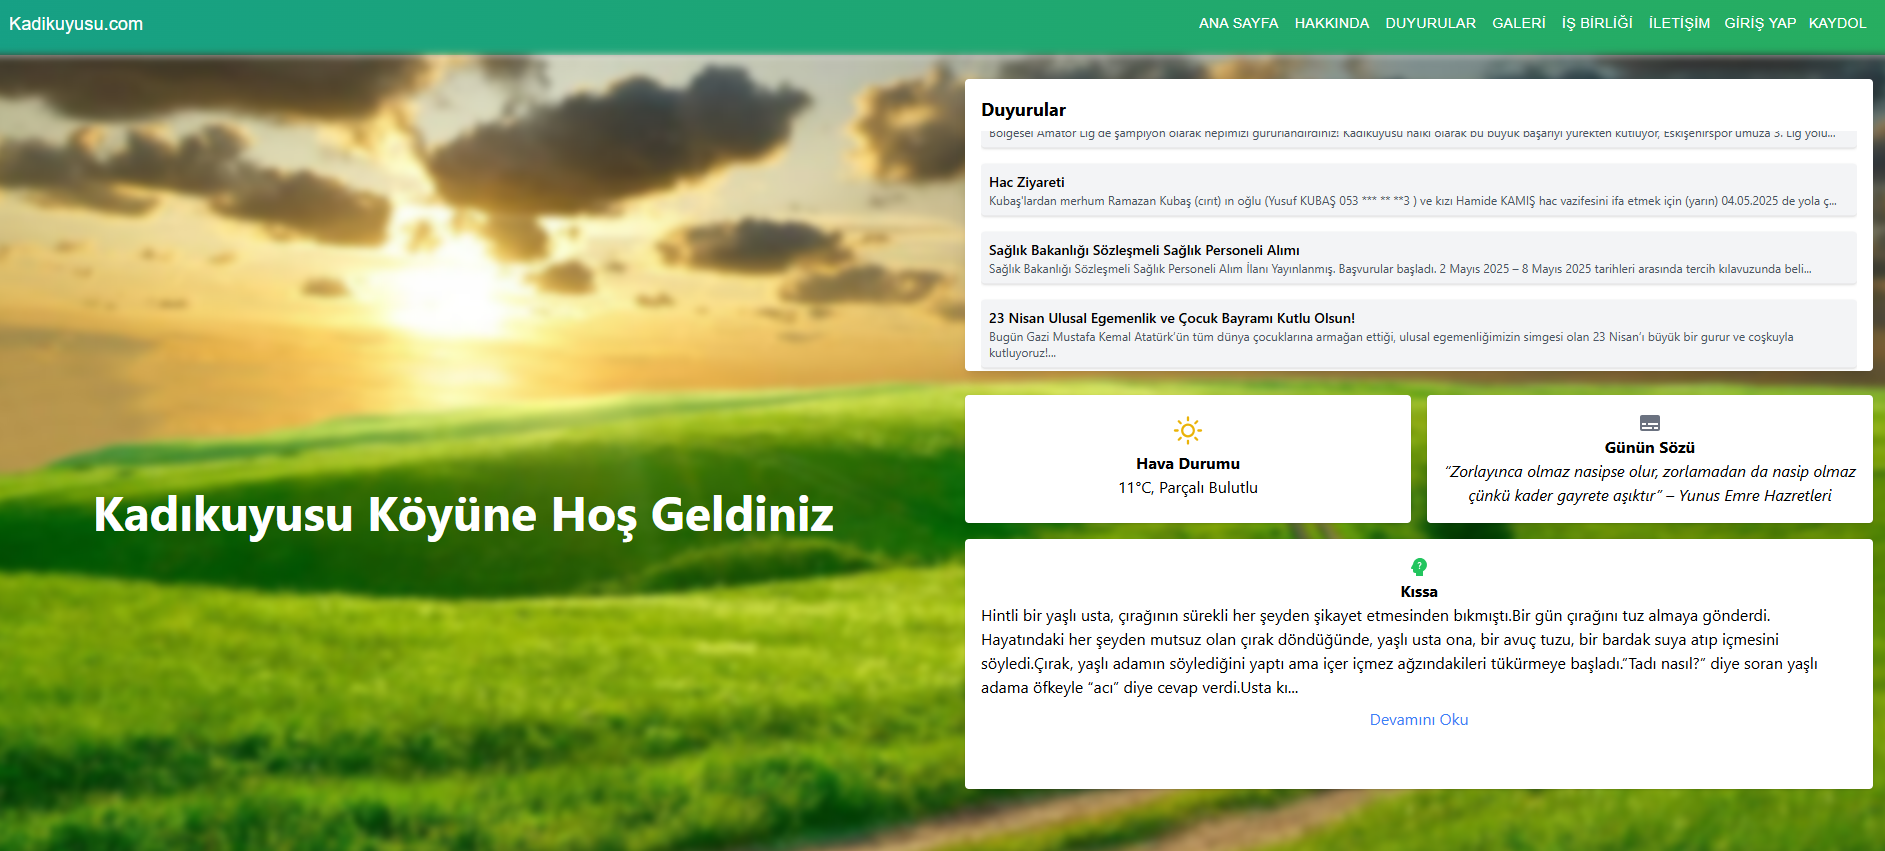 Kadikuyusu.com
ANA SAYFA HAKKINDA DUYURULAR GALERİ İŞ BİRLİĞİ İLETİŞİM GİRİŞ YAP KAYDOL
Kadıkuyusu Köyüne Hoş Geldiniz
Duyurular
Bölgesel Amatör Lig'de şampiyon olarak hepimizi gururlandırdınız! Kadıkuyusu halkı olarak bu büyük başarıyı yürekten kutluyor, Eskişehirspor'umuza 3. Lig yolu...
Hac Ziyareti
Kubaş'lardan merhum Ramazan Kubaş (cırıt) ın oğlu (Yusuf KUBAŞ 053 *** ** **3 ) ve kızı Hamide KAMIŞ hac vazifesini ifa etmek için (yarın) 04.05.2025 de yola ç...
Sağlık Bakanlığı Sözleşmeli Sağlık Personeli Alımı
Sağlık Bakanlığı Sözleşmeli Sağlık Personeli Alım İlanı Yayınlanmış. Başvurular başladı. 2 Mayıs 2025 – 8 Mayıs 2025 tarihleri arasında tercih kılavuzunda beli...
23 Nisan Ulusal Egemenlik ve Çocuk Bayramı Kutlu Olsun!
Bugün Gazi Mustafa Kemal Atatürk'ün tüm dünya çocuklarına armağan ettiği, ulusal egemenliğimizin simgesi olan 23 Nisan'ı büyük bir gurur ve coşkuyla
kutluyoruz!...
Hava Durumu
11°C, Parçalı Bulutlu
Günün Sözü
“Zorlayınca olmaz nasipse olur, zorlamadan da nasip olmaz
çünkü kader gayrete aşıktır” – Yunus Emre Hazretleri
Kıssa
Hintli bir yaşlı usta, çırağının sürekli her şeyden şikayet etmesinden bıkmıştı.Bir gün çırağını tuz almaya gönderdi.
Hayatındaki her şeyden mutsuz olan çırak döndüğünde, yaşlı usta ona, bir avuç tuzu, bir bardak suya atıp içmesini
söyledi.Çırak, yaşlı adamın söylediğini yaptı ama içer içmez ağzındakileri tükürmeye başladı.”Tadı nasıl?” diye soran yaşlı
adama öfkeyle “acı” diye cevap verdi.Usta kı...
Devamını Oku